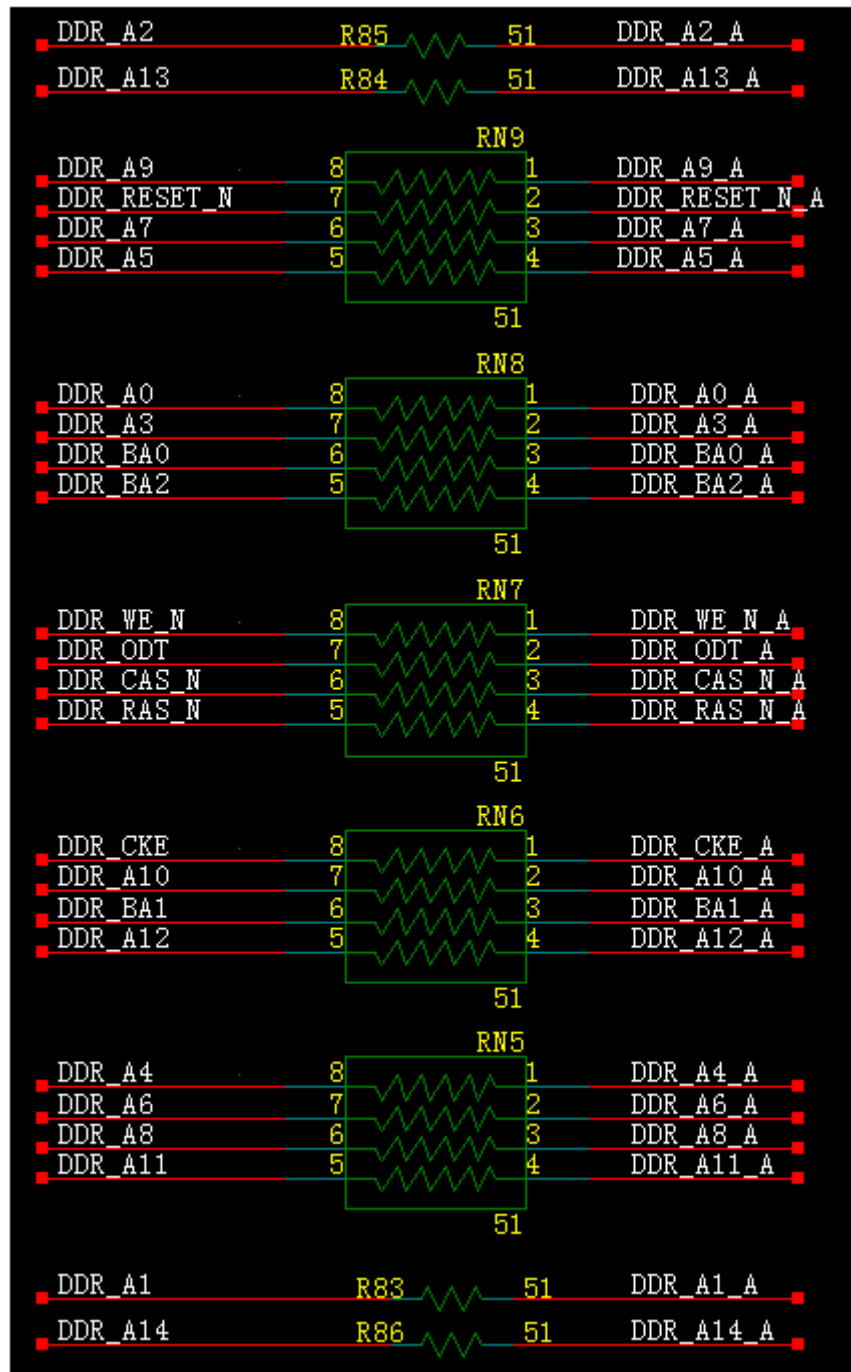 DDR_A2 R85 51 DDR_A2_A
DDR_A13 R84 51 DDR_A13_A
RN9
DDR_A9 8 1 DDR_A9_A
DDR_RESET_N 7 2 DDR_RESET_N_A
DDR_A7 6 3 DDR_A7_A
DDR_A5 5 4 DDR_A5_A
51
RN8
DDR_A0 8 1 DDR_A0_A
DDR_A3 7 2 DDR_A3_A
DDR_BA0 6 3 DDR_BA0_A
DDR_BA2 5 4 DDR_BA2_A
51
RN7
DDR_WE_N 8 1 DDR_WE_N_A
DDR_ODT 7 2 DDR_ODT_A
DDR_CAS_N 6 3 DDR_CAS_N_A
DDR_RAS_N 5 4 DDR_RAS_N_A
51
RN6
DDR_CKE 8 1 DDR_CKE_A
DDR_A10 7 2 DDR_A10_A
DDR_BA1 6 3 DDR_BA1_A
DDR_A12 5 4 DDR_A12_A
51
RN5
DDR_A4 8 1 DDR_A4_A
DDR_A6 7 2 DDR_A6_A
DDR_A8 6 3 DDR_A8_A
DDR_A11 5 4 DDR_A11_A
51
DDR_A1 R83 51 DDR_A1_A
DDR_A14 R86 51 DDR_A14_A